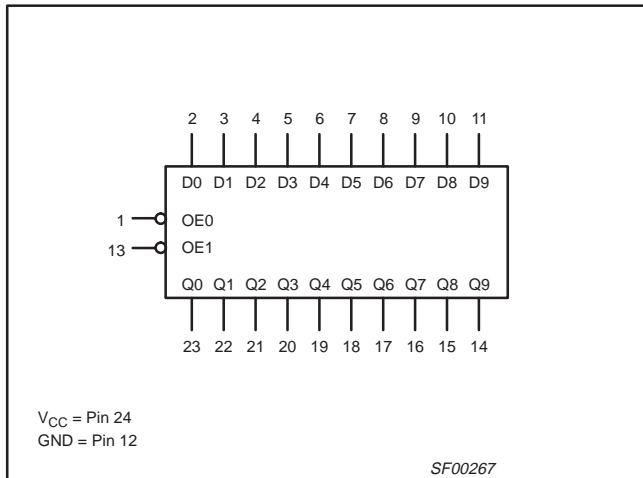 2 3 4 5 6 7 8 9 10 11
D0 D1 D2 D3 D4 D5 D6 D7 D8 D9
1 OE0
13 OE1
Q0 Q1 Q2 Q3 Q4 Q5 Q6 Q7 Q8 Q9
23 22 21 20 19 18 17 16 15 14
VCC = Pin 24
GND = Pin 12
SF00267